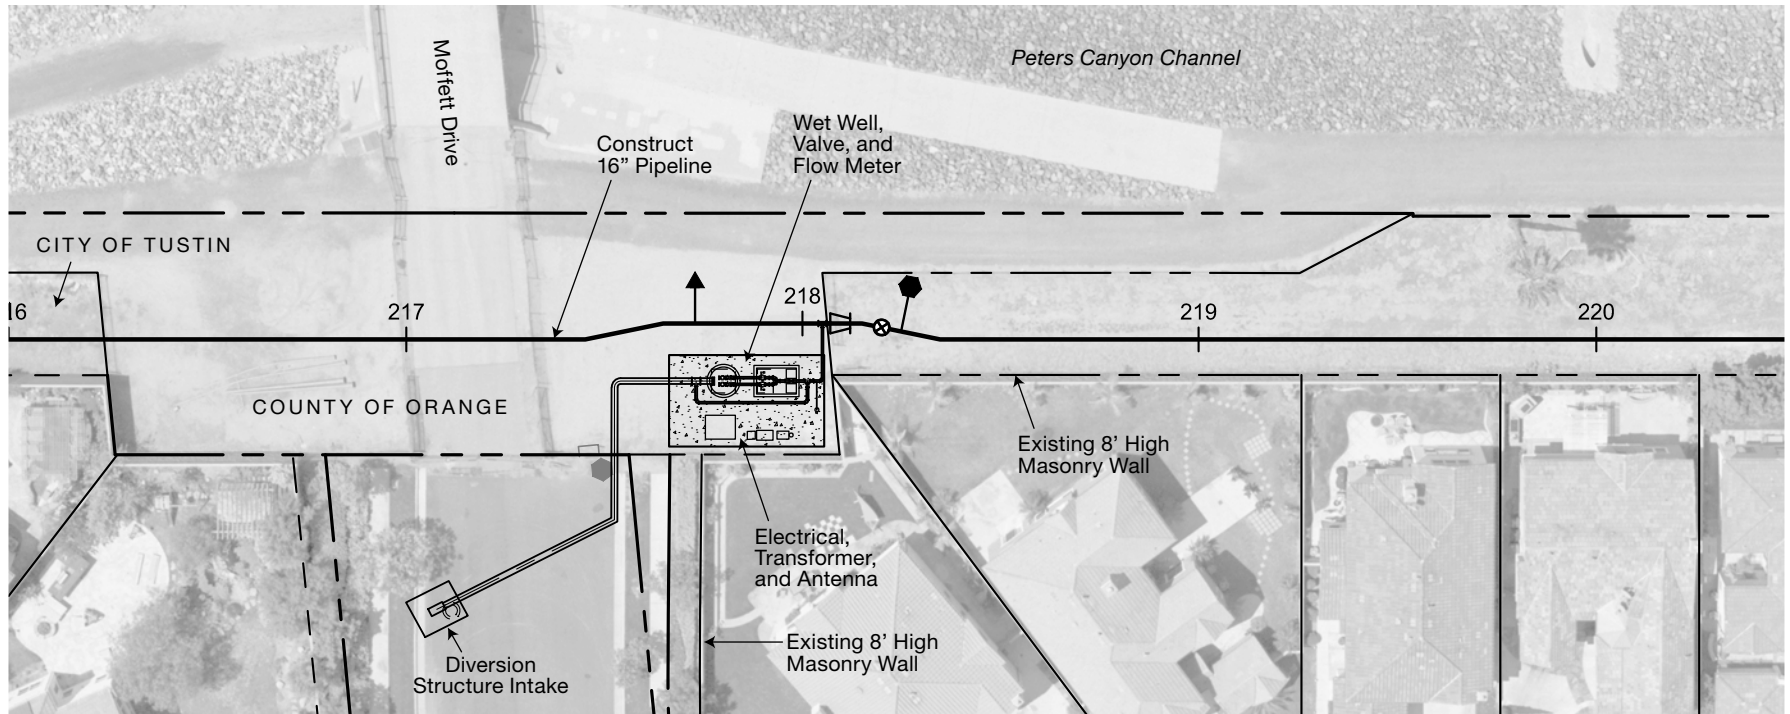 Peters Canyon Channel
Moffett Drive
Wet Well,
Valve, and
Flow Meter
Construct
16” Pipeline
CITY OF TUSTIN
16
217
218
219
220
COUNTY OF ORANGE
Existing 8’ High
Masonry Wall
Electrical,
Transformer,
and Antenna
Existing 8’ High
Masonry Wall
Diversion
Structure Intake